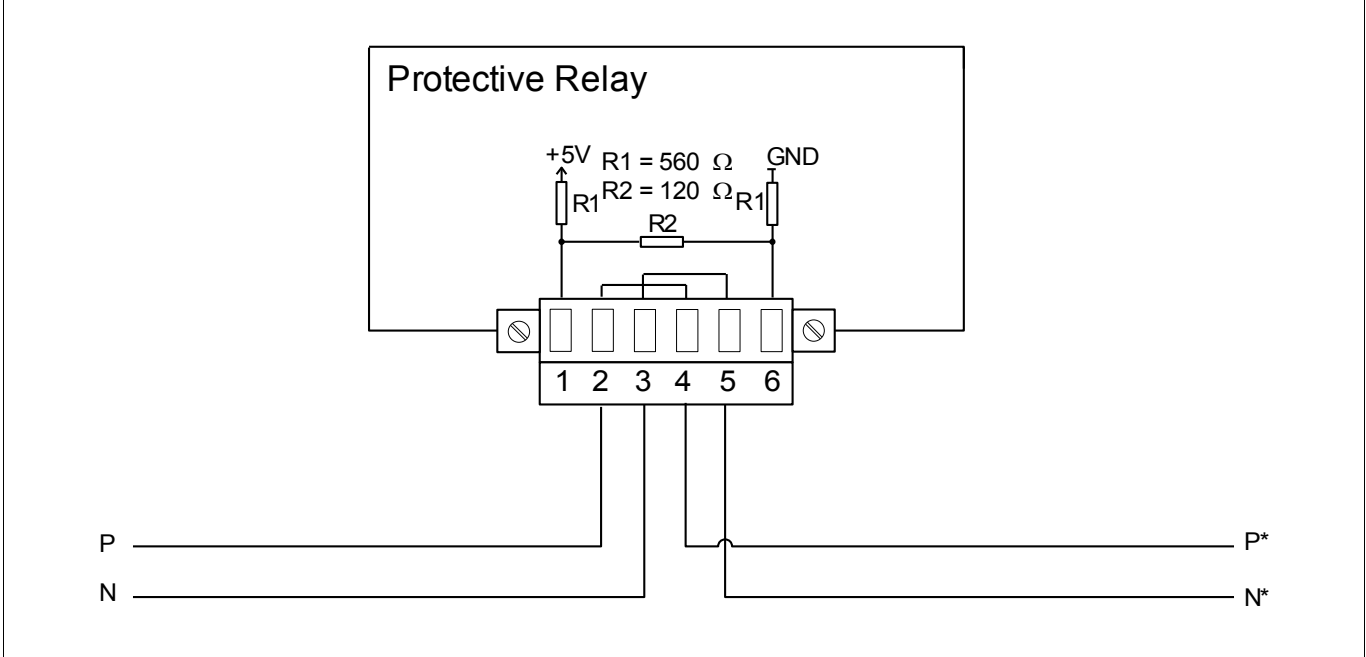 Protective Relay
+5V R1 = 560 Ω GND
R1 R2 = 120 Ω R1
R2
1 2 3 4 5 6
P P*
N N*